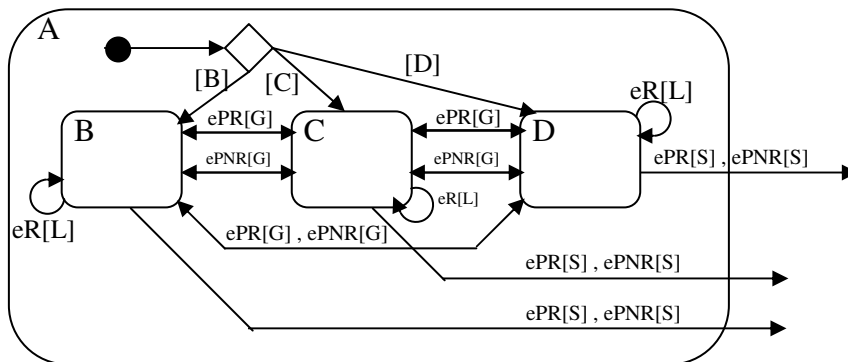 A
[B]
[C]
[D]
eR[L]
B
ePR[G]
C
ePR[G]
D
ePR[S] , ePNR[S]
ePNR[G]
ePNR[G]
eR[L]
eR[L]
ePR[G] , ePNR[G]
ePR[S] , ePNR[S]
ePR[S] , ePNR[S]